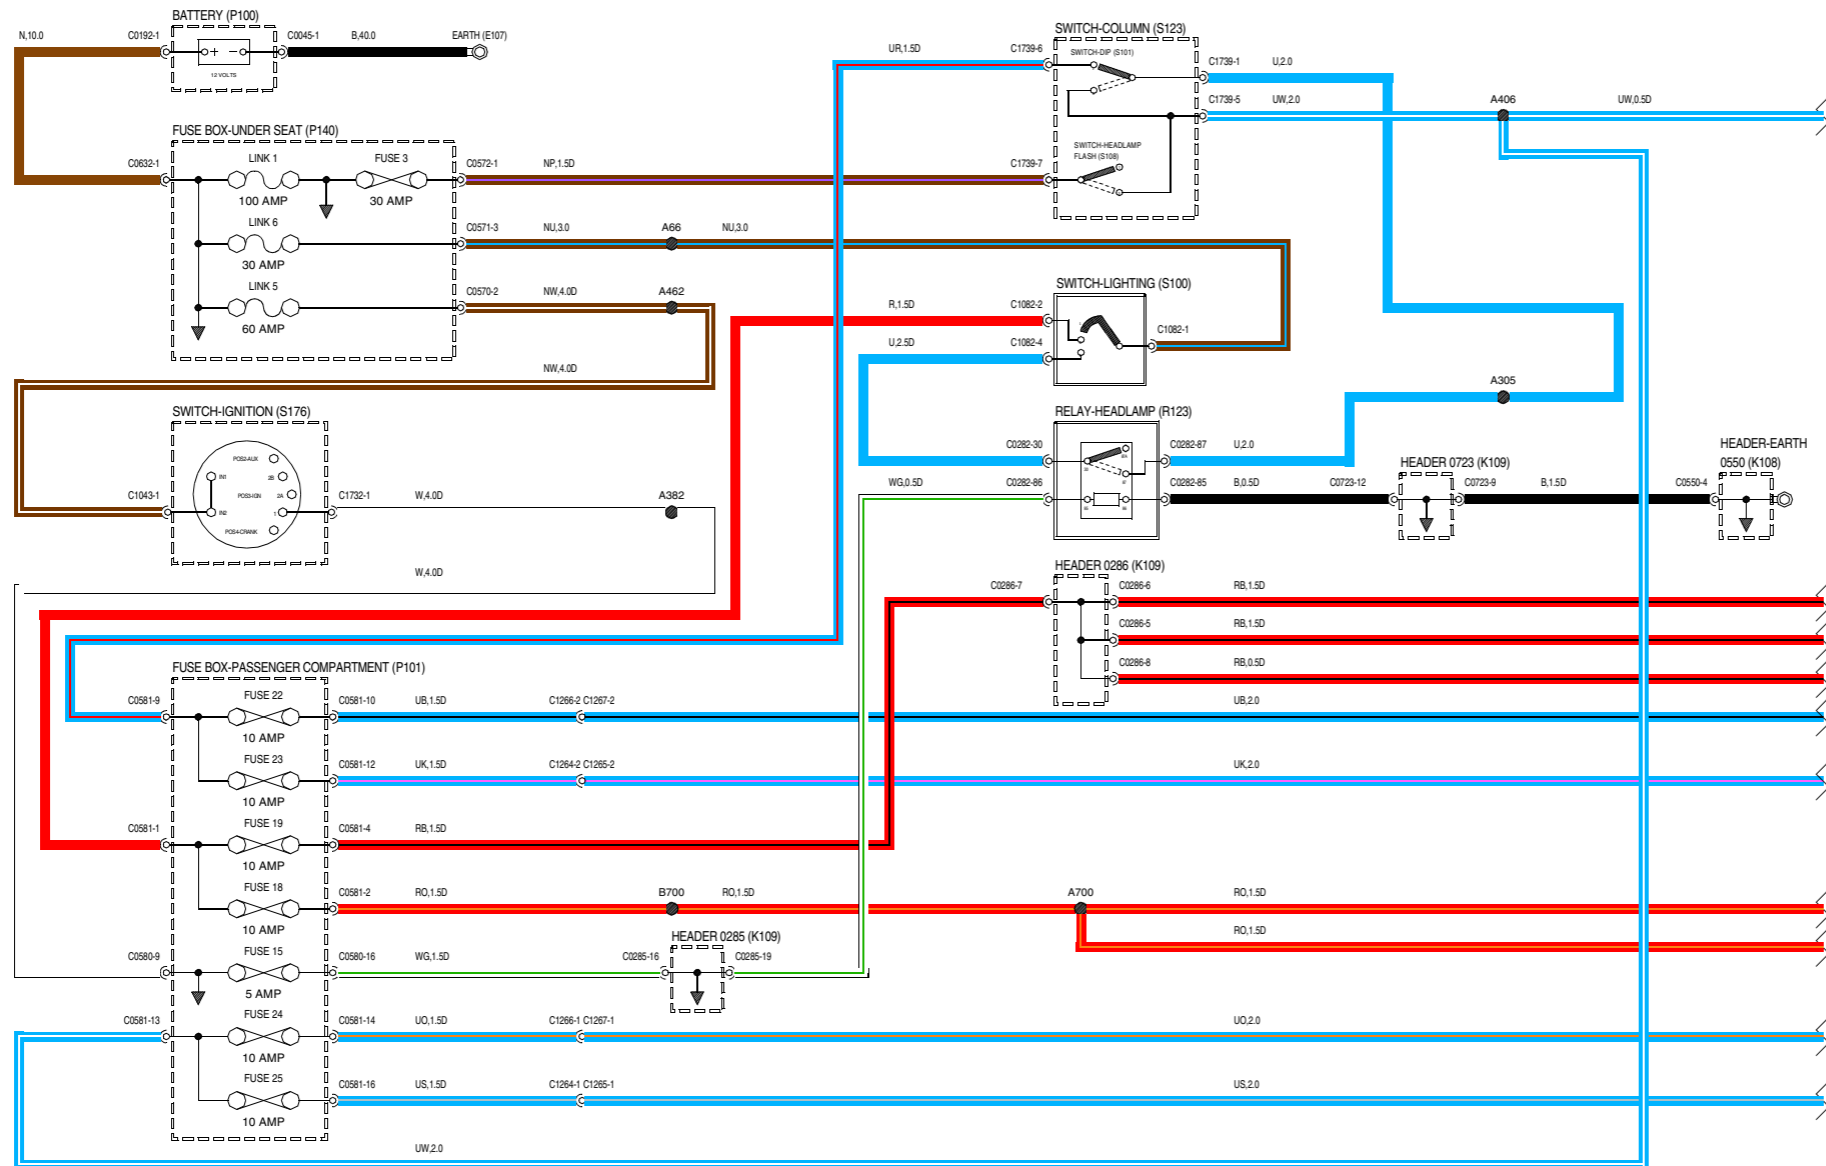 BATTERY (P100)
N,10.0
C0192-1
C0045-1
B,40.0
EARTH (E107)
+ −
12 VOLTS
SWITCH-COLUMN (S123)
UR,1.5D
C1739-6
SWITCH-DIP (S101)
C1739-1
U,2.0
C1739-5
UW,2.0
A406
UW,0.5D
SWITCH-HEADLAMP
FLASH (S108)
C1739-7
FUSE BOX-UNDER SEAT (P140)
C0632-1
LINK 1
100 AMP
FUSE 3
30 AMP
C0572-1
NP,1.5D
LINK 6
30 AMP
C0571-3
NU,3.0
A66
NU,3.0
LINK 5
60 AMP
C0570-2
NW,4.0D
A462
NW,4.0D
SWITCH-LIGHTING (S100)
R,1.5D
C1082-2
C1082-1
U,2.5D
C1082-4
A305
SWITCH-IGNITION (S176)
POS2-AUX
IN1
2B
POS3-IGN
2A
IN2
1
POS4-CRANK
C1043-1
C1732-1
W,4.0D
A382
W,4.0D
RELAY-HEADLAMP (R123)
C0282-30
C0282-87
U,2.0
WG,0.5D
C0282-86
C0282-85
B,0.5D
C0723-12
HEADER 0723 (K109)
C0723-9
B,1.5D
C0550-4
HEADER-EARTH
0550 (K108)
HEADER 0286 (K109)
C0286-7
C0286-6
RB,1.5D
C0286-5
RB,1.5D
C0286-8
RB,0.5D
FUSE BOX-PASSENGER COMPARTMENT (P101)
C0581-9
FUSE 22
10 AMP
C0581-10
UB,1.5D
C1266-2 C1267-2
UB,2.0
FUSE 23
10 AMP
C0581-12
UK,1.5D
C1264-2 C1265-2
UK,2.0
C0581-1
FUSE 19
10 AMP
C0581-4
RB,1.5D
FUSE 18
10 AMP
C0581-2
RO,1.5D
B700
RO,1.5D
A700
RO,1.5D
RO,1.5D
C0580-9
FUSE 15
5 AMP
C0580-16
WG,1.5D
HEADER 0285 (K109)
C0285-16
C0285-19
C0581-13
FUSE 24
10 AMP
C0581-14
UO,1.5D
C1266-1 C1267-1
UO,2.0
FUSE 25
10 AMP
C0581-16
US,1.5D
C1264-1 C1265-1
US,2.0
UW,2.0